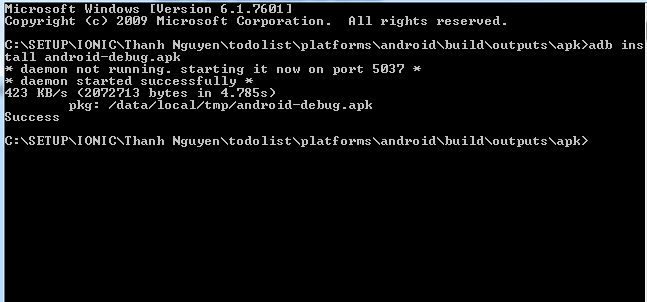 Microsoft Windows [Version 6.1.7601]
Copyright (c) 2009 Microsoft Corporation.  All rights reserved.
C:\SETUP\IONIC\Thanh Nguyen\todolist\platforms\android\build\outputs\apk>adb ins
tall android-debug.apk
* daemon not running. starting it now on port 5037 *
* daemon started successfully *
423 KB/s (2072713 bytes in 4.785s)
        pkg: /data/local/tmp/android-debug.apk
Success
C:\SETUP\IONIC\Thanh Nguyen\todolist\platforms\android\build\outputs\apk>